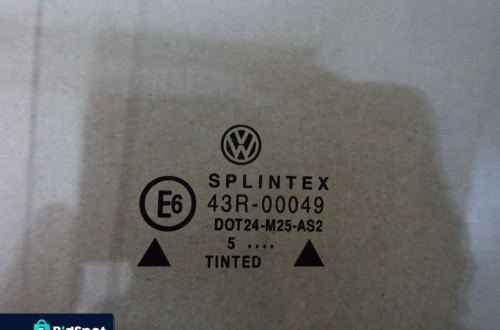 VW
SPLINTEX
E6 43R-00049
DOT24-M25-AS2
5 ....
TINTED
BidSpot